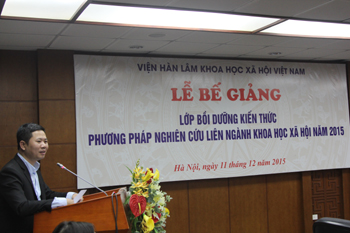 VIỆN HÀN LÂM KHOA HỌC XÃ HỘI VIỆT NAM
LỄ BẾ GIẢNG
LỚP BỒI DƯỠNG KIẾN THỨC
PHƯƠNG PHÁP NGHIÊN CỨU LIÊN NGÀNH KHOA HỌC XÃ HỘI NĂM 2015
Hà Nội, ngày 11 tháng 12 năm 2015